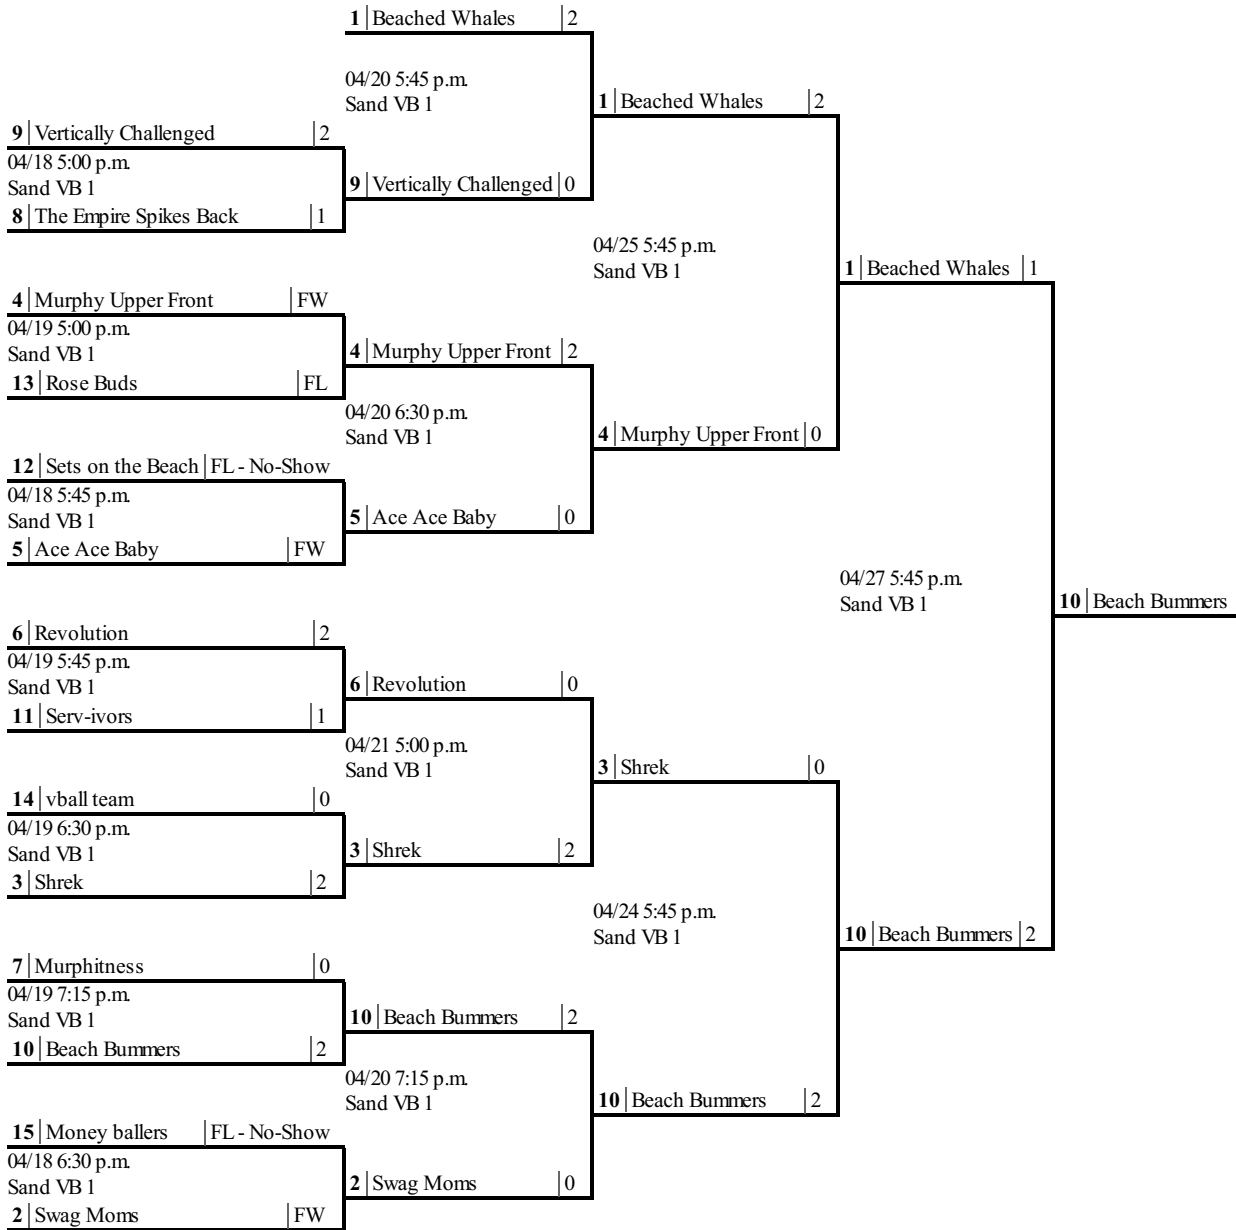 1 Beached Whales 2
04/20 5:45 p.m.
Sand VB 1
1 Beached Whales 2
9 Vertically Challenged 2
04/18 5:00 p.m.
Sand VB 1
9 Vertically Challenged 0
8 The Empire Spikes Back 1
04/25 5:45 p.m.
Sand VB 1
1 Beached Whales 1
4 Murphy Upper Front FW
04/19 5:00 p.m.
Sand VB 1
4 Murphy Upper Front 2
13 Rose Buds FL
04/20 6:30 p.m.
Sand VB 1
4 Murphy Upper Front 0
12 Sets on the Beach FL - No-Show
04/18 5:45 p.m.
Sand VB 1
5 Ace Ace Baby 0
5 Ace Ace Baby FW
04/27 5:45 p.m.
Sand VB 1
10 Beach Bummers
6 Revolution 2
04/19 5:45 p.m.
Sand VB 1
6 Revolution 0
11 Serv-ivors 1
04/21 5:00 p.m.
Sand VB 1
3 Shrek 0
14 vball team 0
04/19 6:30 p.m.
Sand VB 1
3 Shrek 2
3 Shrek 2
04/24 5:45 p.m.
Sand VB 1
10 Beach Bummers 2
7 Murphitness 0
04/19 7:15 p.m.
Sand VB 1
10 Beach Bummers 2
10 Beach Bummers 2
04/20 7:15 p.m.
Sand VB 1
10 Beach Bummers 2
15 Money ballers FL - No-Show
04/18 6:30 p.m.
Sand VB 1
2 Swag Moms 0
2 Swag Moms FW